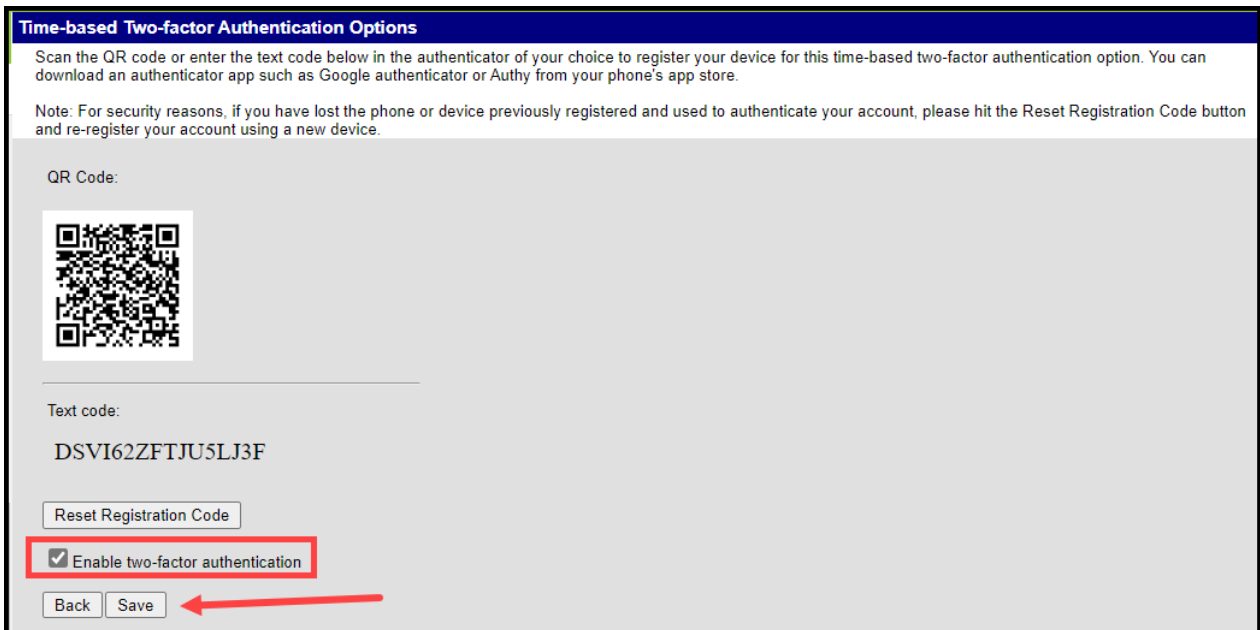 Time-based Two-factor Authentication Options
Scan the QR code or enter the text code below in the authenticator of your choice to register your device for this time-based two-factor authentication option. You can
download an authenticator app such as Google authenticator or Authy from your phone's app store.
Note: For security reasons, if you have lost the phone or device previously registered and used to authenticate your account, please hit the Reset Registration Code button
and re-register your account using a new device.
QR Code:
Text code:
DSVI62ZFTJU5LJ3F
Reset Registration Code
Enable two-factor authentication
Back Save